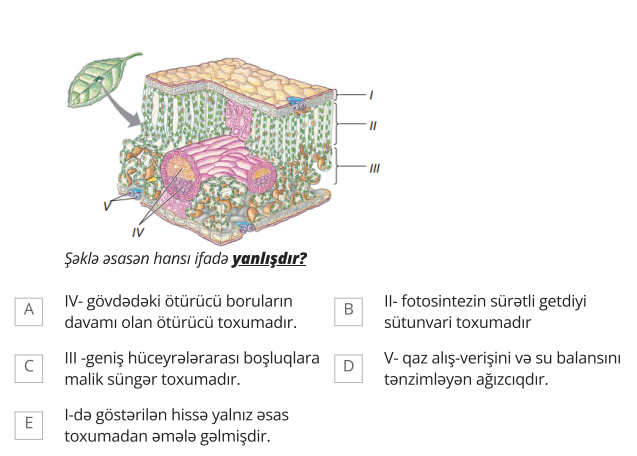 I
II
III
V
IV
Şəklə əsasən hansı ifadə yanlışdır?
A
IV- gövdədəki ötürücü boruların
davamı olan ötürücü toxumadır.
B
II- fotosintezin sürətli getdiyi
sütunvari toxumadır
C
III -geniş hüceyrələrarası boşluqlara
malik süngər toxumadır.
D
V- qaz alış-verişini və su balansını
tənzimləyən ağızcıqdır.
E
I-də göstərilən hissə yalnız əsas
toxumadan əmələ gəlmişdir.